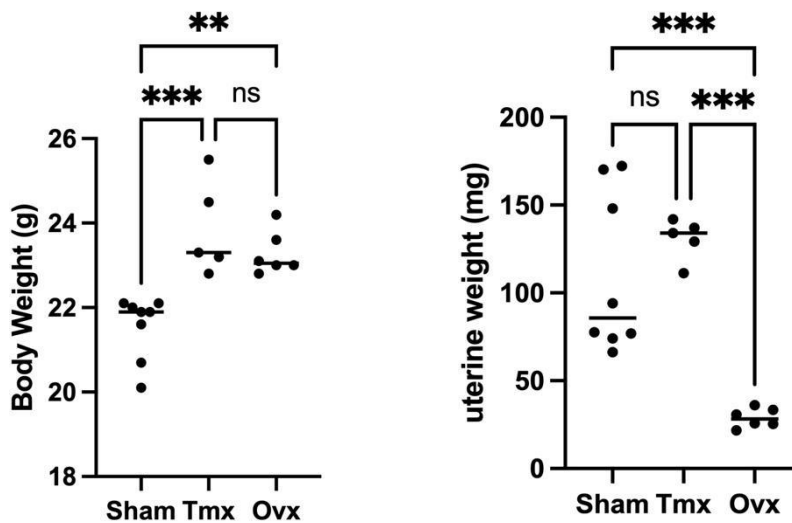 **
*** ns
26
24
22
20
18
Body Weight (g)
Sham Tmx Ovx
***
ns ***
200
150
100
50
0
uterine weight (mg)
Sham Tmx Ovx